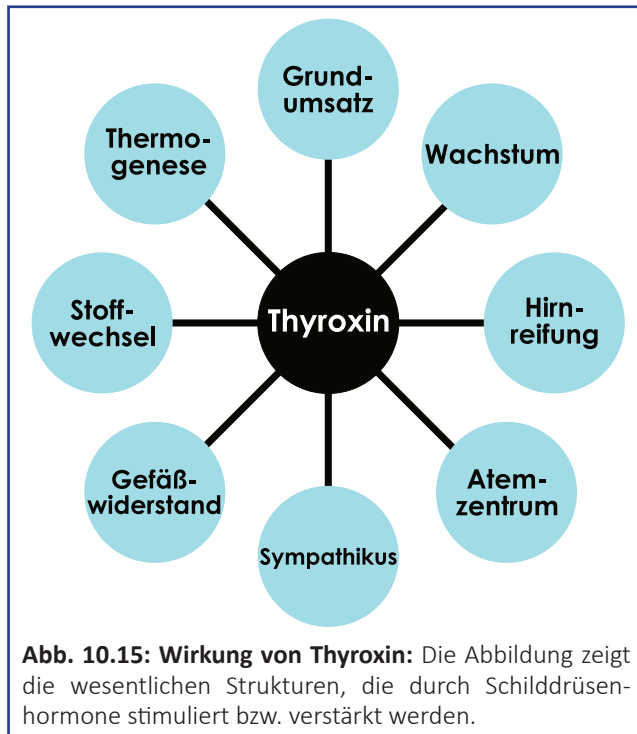 Grund-
umsatz
Thermo-
genese
Wachstum
Stoff-
wechsel
Thyroxin
Hirn-
reifung
Gefäß-
widerstand
Atem-
zentrum
Sympathikus
Abb. 10.15: Wirkung von Thyroxin: Die Abbildung zeigt
die wesentlichen Strukturen, die durch Schilddrüsen-
hormone stimuliert bzw. verstärkt werden.